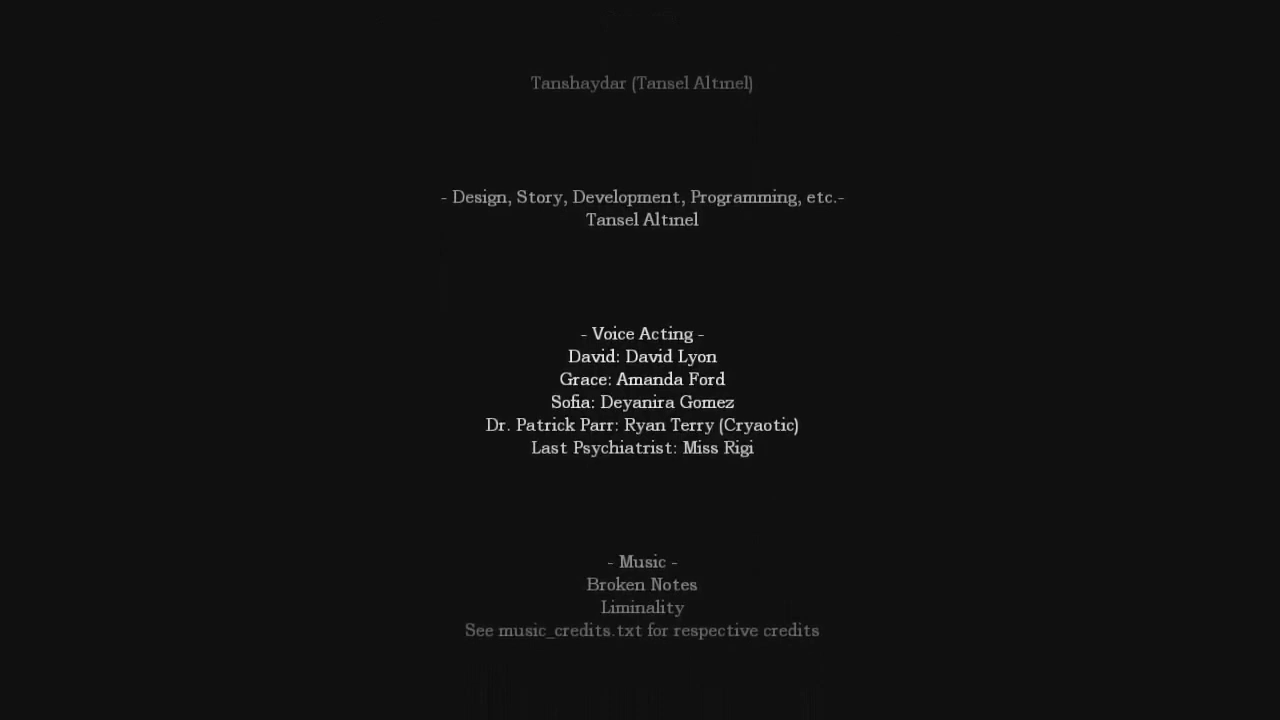 Tanshaydar (Tansel Altınel)
- Design, Story, Development, Programming, etc.-
Tansel Altınel
- Voice Acting -
David: David Lyon
Grace: Amanda Ford
Sofia: Deyanira Gomez
Dr. Patrick Parr: Ryan Terry (Cryaotic)
Last Psychiatrist: Miss Rigi
- Music -
Broken Notes
Liminality
See music_credits.txt for respective credits